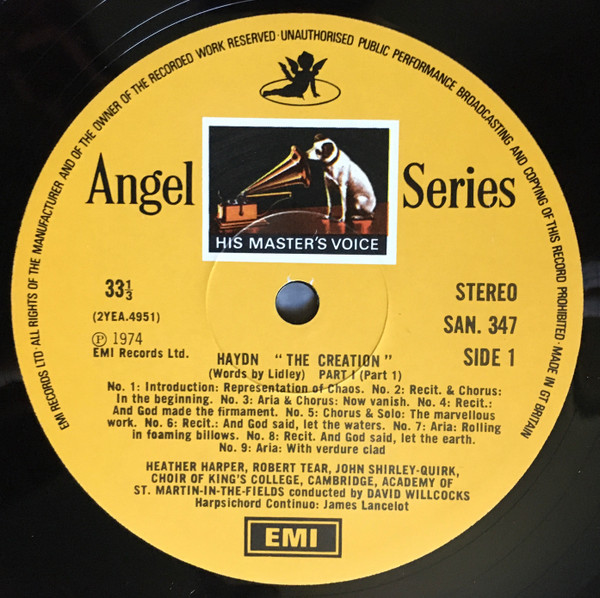 EMI RECORDS LTD · ALL RIGHTS OF THE MANUFACTURER AND OF THE OWNER OF THE RECORDED WORK RESERVED · UNAUTHORISED PUBLIC PERFORMANCE BROADCASTING AND COPYING OF THIS RECORD PROHIBITED · MADE IN GT BRITAIN
Angel Series
HIS MASTER'S VOICE
33⅓
(2YEA.4951)
Ⓟ 1974
EMI Records Ltd.
STEREO
SAN. 347
SIDE 1
HAYDN "THE CREATION"
(Words by Lidley) PART I (Part 1)
No. 1: Introduction: Representation of Chaos. No. 2: Recit. & Chorus:
In the beginning. No. 3: Aria & Chorus: Now vanish. No. 4: Recit.:
And God made the firmament. No. 5: Chorus & Solo: The marvellous
work. No. 6: Recit.: And God said, let the waters. No. 7: Aria: Rolling
in foaming billows. No. 8: Recit. And God said, let the earth.
No. 9: Aria: With verdure clad
HEATHER HARPER, ROBERT TEAR, JOHN SHIRLEY-QUIRK,
CHOIR OF KING'S COLLEGE, CAMBRIDGE, ACADEMY OF
ST. MARTIN-IN-THE-FIELDS conducted by DAVID WILLCOCKS
Harpsichord Continuo: James Lancelot
EMI